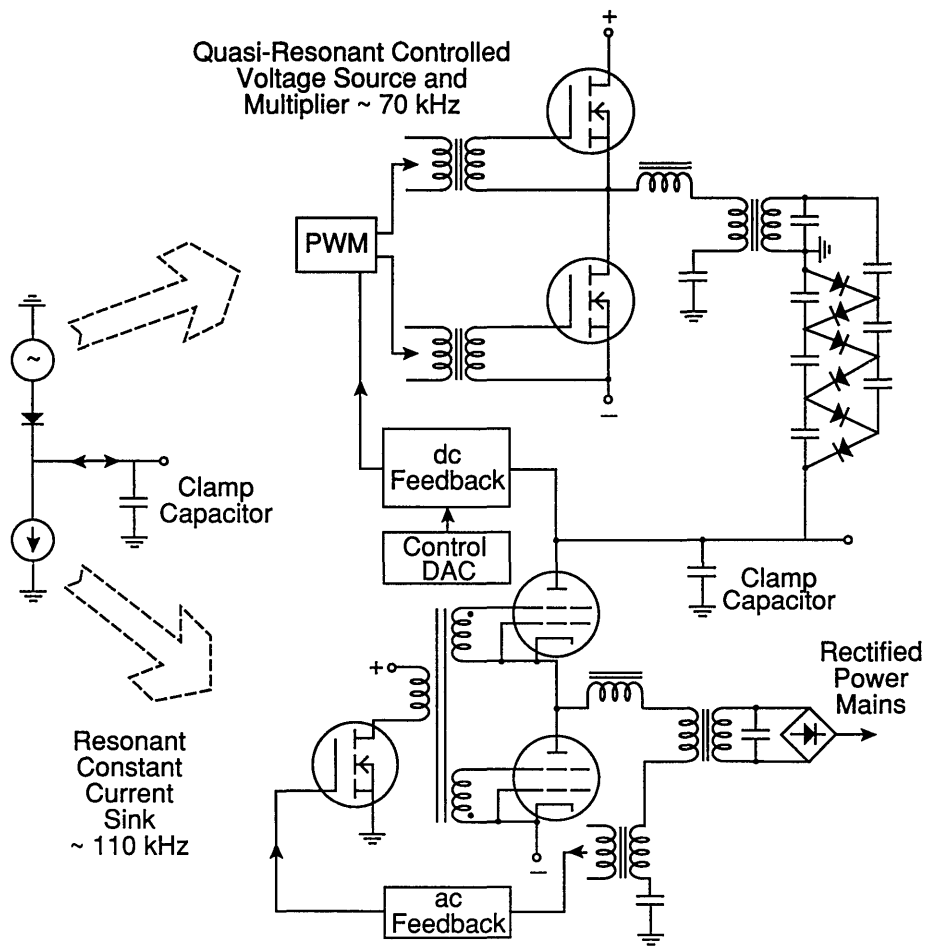 Quasi-Resonant Controlled
Voltage Source and
Multiplier ~ 70 kHz
+
PWM
~
−
dc
Feedback
Clamp
Capacitor
Control
DAC
Clamp
Capacitor
+
Rectified
Power
Mains
Resonant
Constant
Current
Sink
~ 110 kHz
−
ac
Feedback